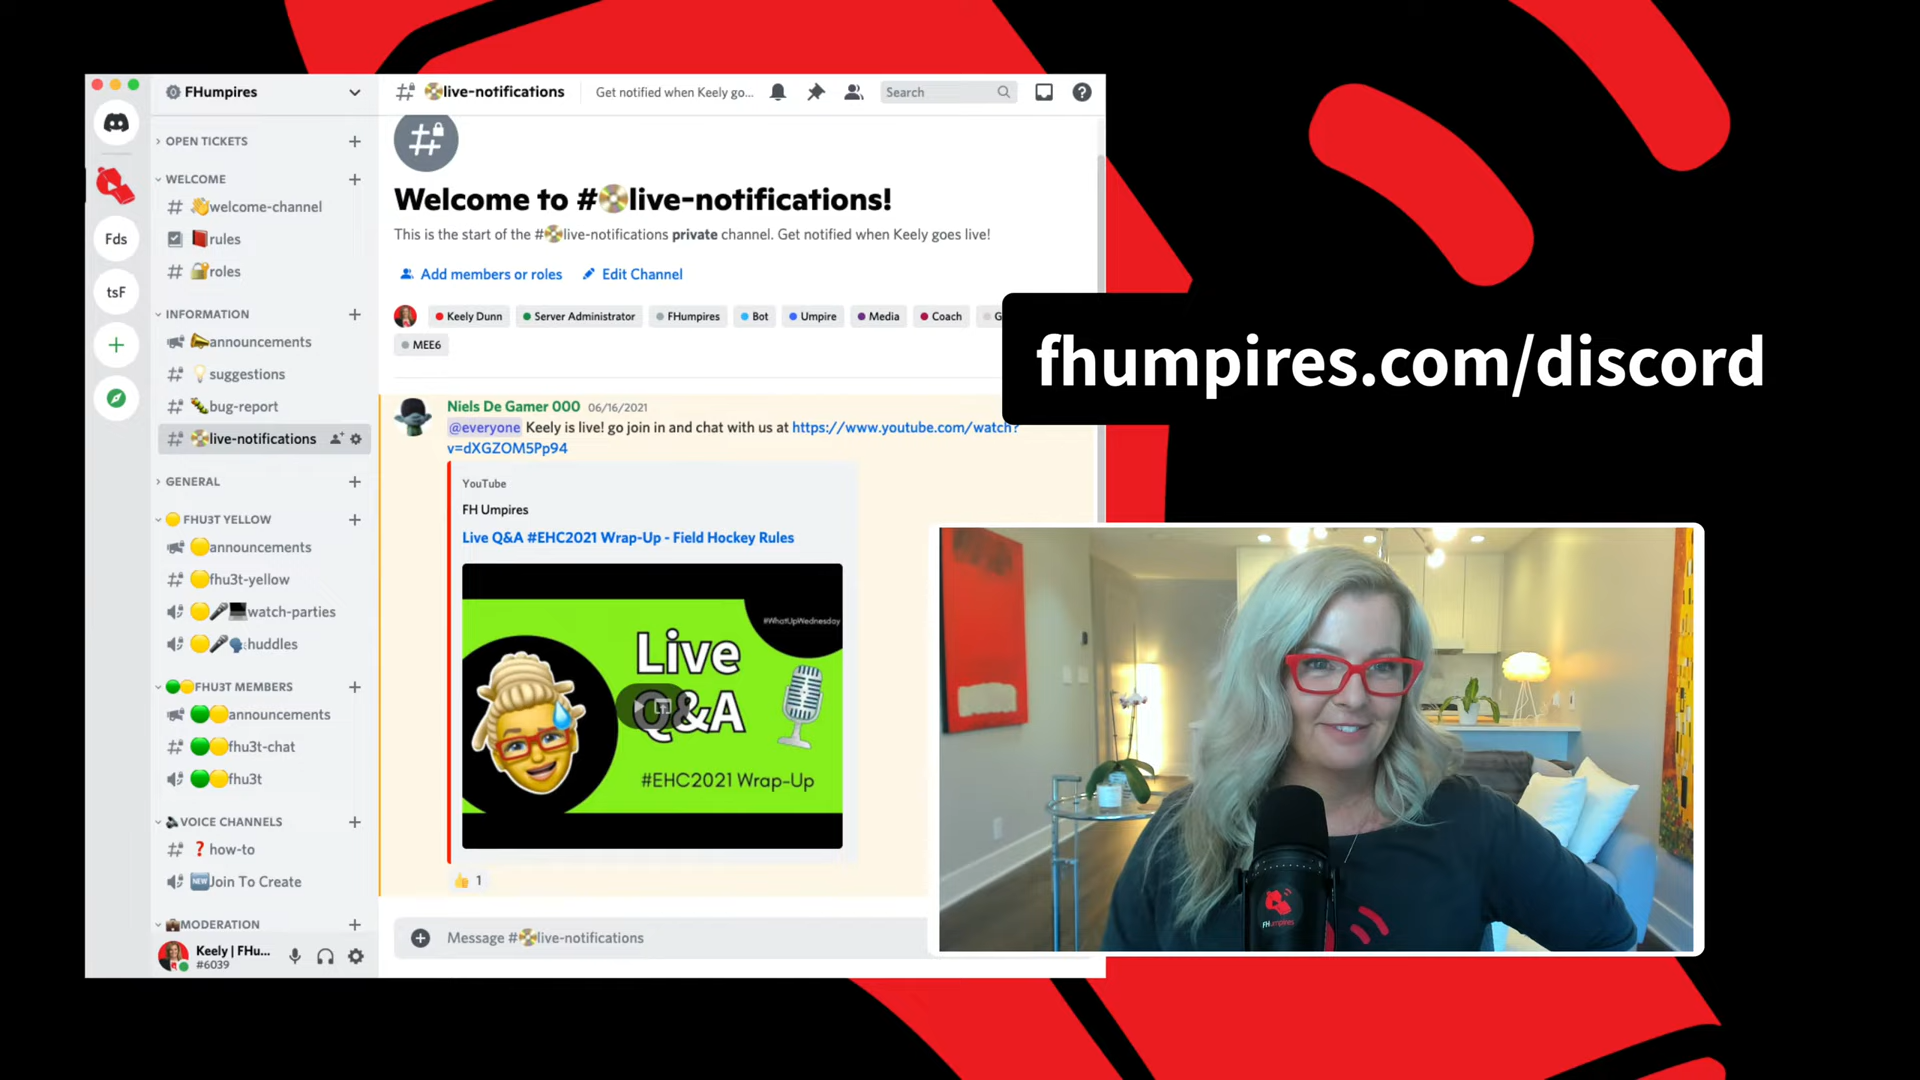 FHumpires
OPEN TICKETS
WELCOME
welcome-channel
rules
roles
INFORMATION
announcements
suggestions
bug-report
live-notifications
GENERAL
FHU3T YELLOW
announcements
fhu3t-yellow
watch-parties
huddles
FHU3T MEMBERS
announcements
fhu3t-chat
fhu3t
VOICE CHANNELS
how-to
NEW Join To Create
MODERATION
Keely | FHu...
#6039
Fds
tsF
live-notifications
Get notified when Keely go...
Search
Welcome to #live-notifications!
This is the start of the #live-notifications private channel. Get notified when Keely goes live!
Add members or roles
Edit Channel
Keely Dunn
Server Administrator
FHumpires
Bot
Umpire
Media
Coach
G
MEE6
Niels De Gamer 000 06/16/2021
@everyone Keely is live! go join in and chat with us at https://www.youtube.com/watch?
v=dXGZOM5Pp94
YouTube
FH Umpires
Live Q&A #EHC2021 Wrap-Up - Field Hockey Rules
#WhatUpWednesday
Live
Q&A
#EHC2021 Wrap-Up
1
Message #live-notifications
fhumpires.com/discord
FHumpires